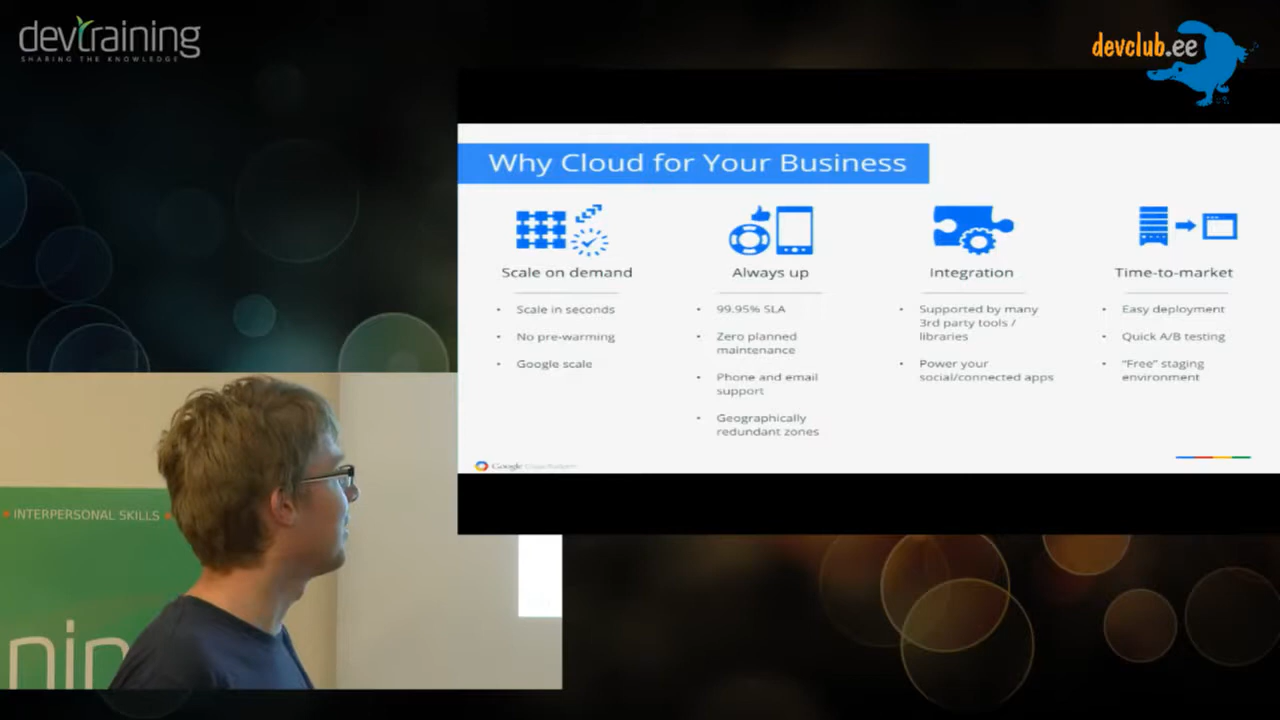 devtraining
SHARING THE KNOWLEDGE
devclub.ee
Why Cloud for Your Business
Scale on demand
• Scale in seconds
• No pre-warming
• Google scale
Always up
• 99.95% SLA
• Zero planned
maintenance
• Phone and email
support
• Geographically
redundant zones
Integration
• Supported by many
3rd party tools /
libraries
• Power your
social/connected apps
Time-to-market
• Easy deployment
• Quick A/B testing
• “Free” staging
environment
Google
• INTERPERSONAL SKILLS •